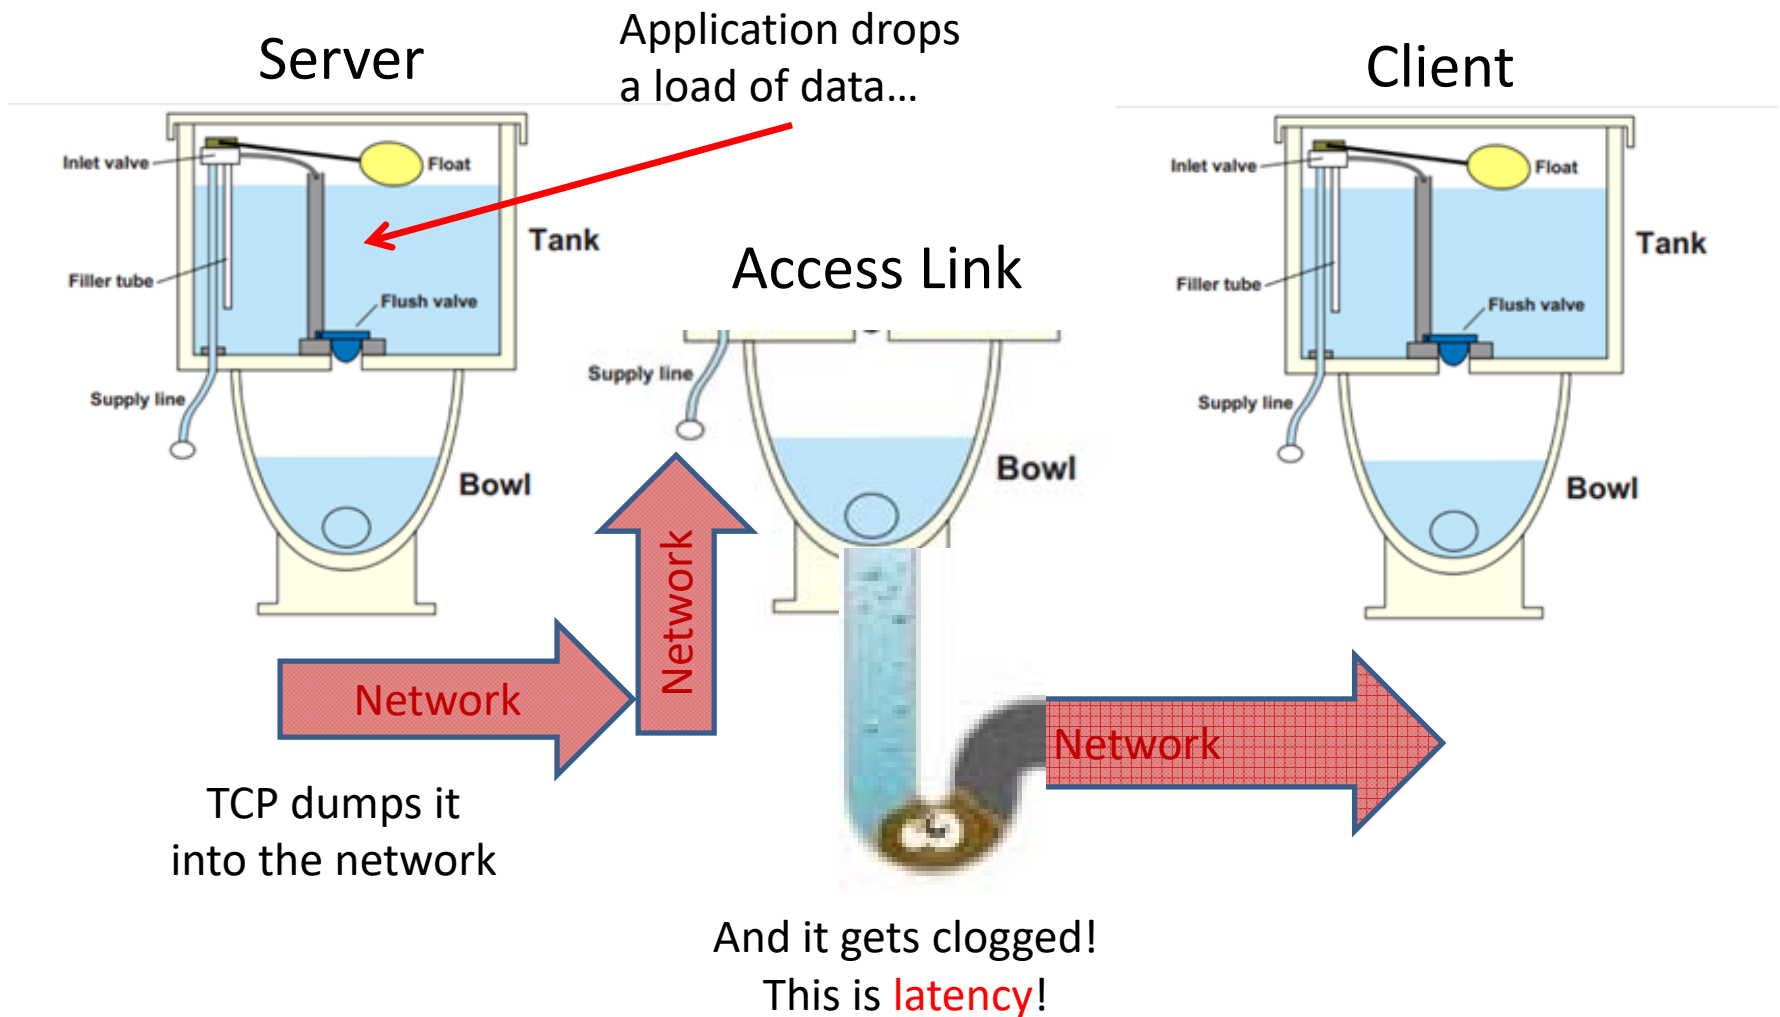 Server
Application drops
a load of data...
Client
Inlet valve
Float
Tank
Filler tube
Flush valve
Supply line
Bowl
Access Link
Supply line
Bowl
Inlet valve
Float
Tank
Filler tube
Flush valve
Supply line
Bowl
Network
Network
Network
TCP dumps it
into the network
And it gets clogged!
This is latency!